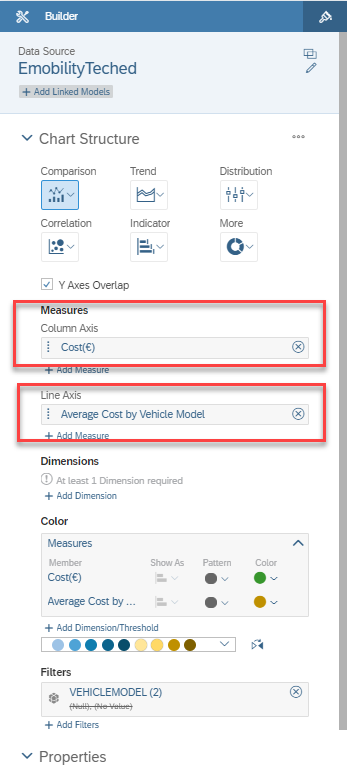 Builder
Data Source
EmobilityTeched
+ Add Linked Models
Chart Structure
Comparison Trend Distribution
Correlation Indicator More
Y Axes Overlap
Measures
Column Axis
Cost(€)
+ Add Measure
Line Axis
Average Cost by Vehicle Model
+ Add Measure
Dimensions
At least 1 Dimension required
+ Add Dimension
Color
Measures
Member Show As Pattern Color
Cost(€)
Average Cost by ...
+ Add Dimension/Threshold
Filters
VEHICLEMODEL (2)
(Null), (No Value)
+ Add Filters
Properties